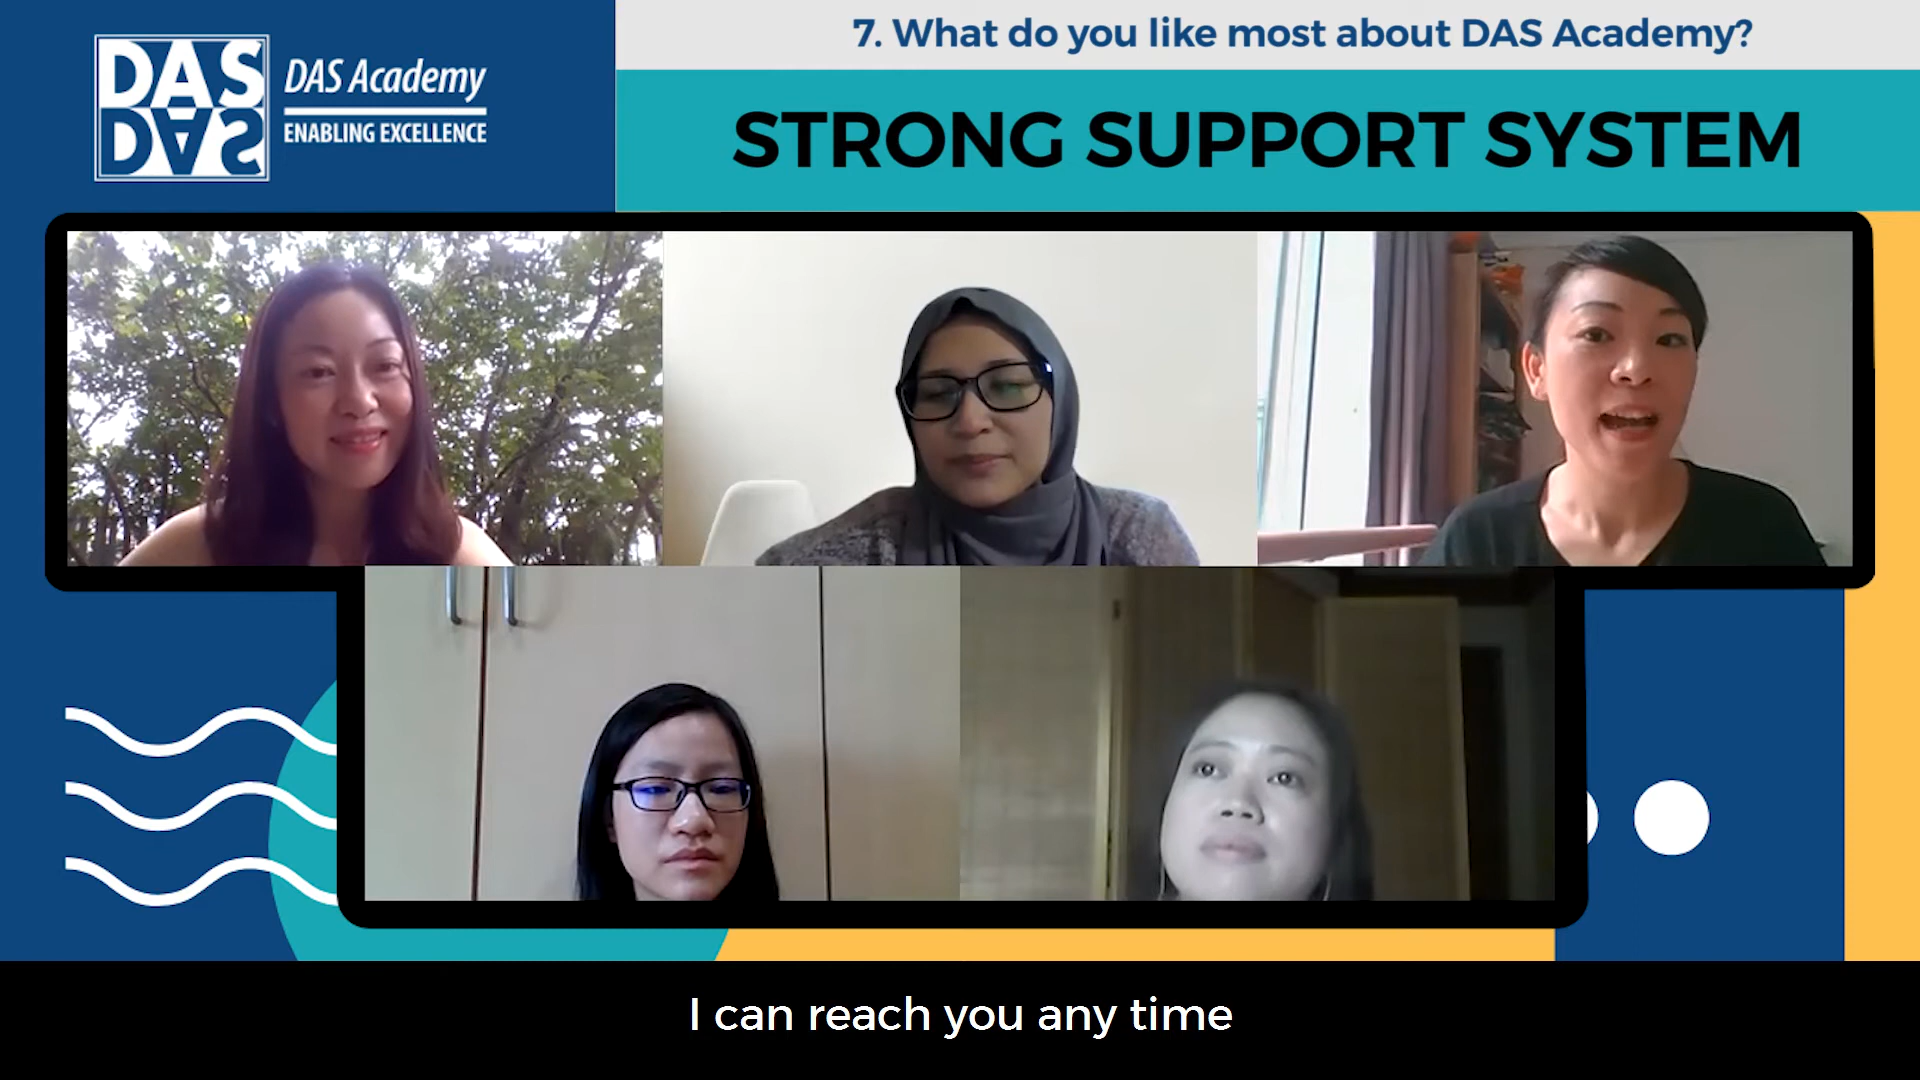 DAS
DAS
DAS Academy
ENABLING EXCELLENCE
7. What do you like most about DAS Academy?
STRONG SUPPORT SYSTEM
I can reach you any time